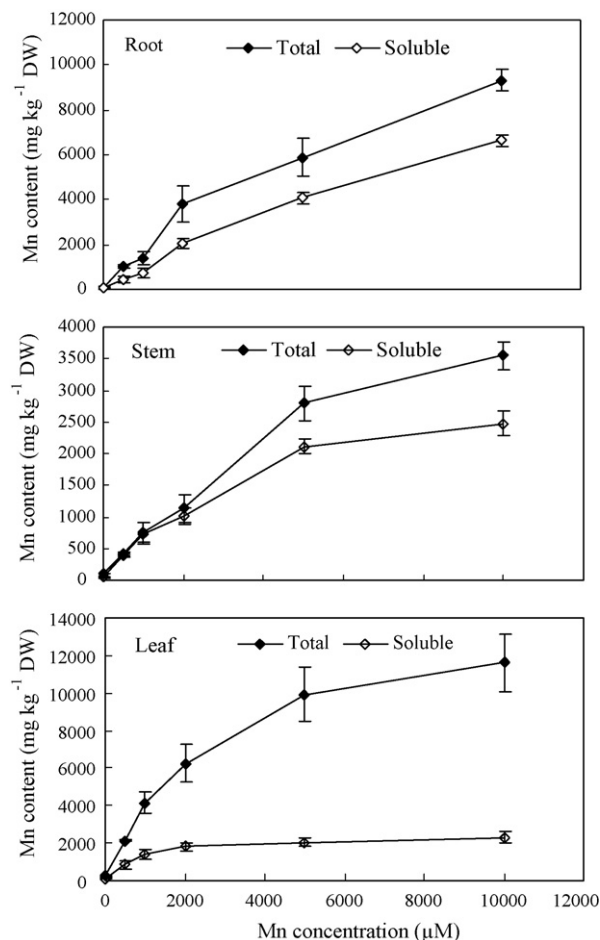 Root
Total
Soluble
12000
10000
8000
6000
4000
2000
0
Mn content (mg kg⁻¹ DW)
Stem
Total
Soluble
4000
3500
3000
2500
2000
1500
1000
500
0
Mn content (mg kg⁻¹ DW)
Leaf
Total
Soluble
14000
12000
10000
8000
6000
4000
2000
0
Mn content (mg kg⁻¹ DW)
0 2000 4000 6000 8000 10000 12000
Mn concentration (µM)